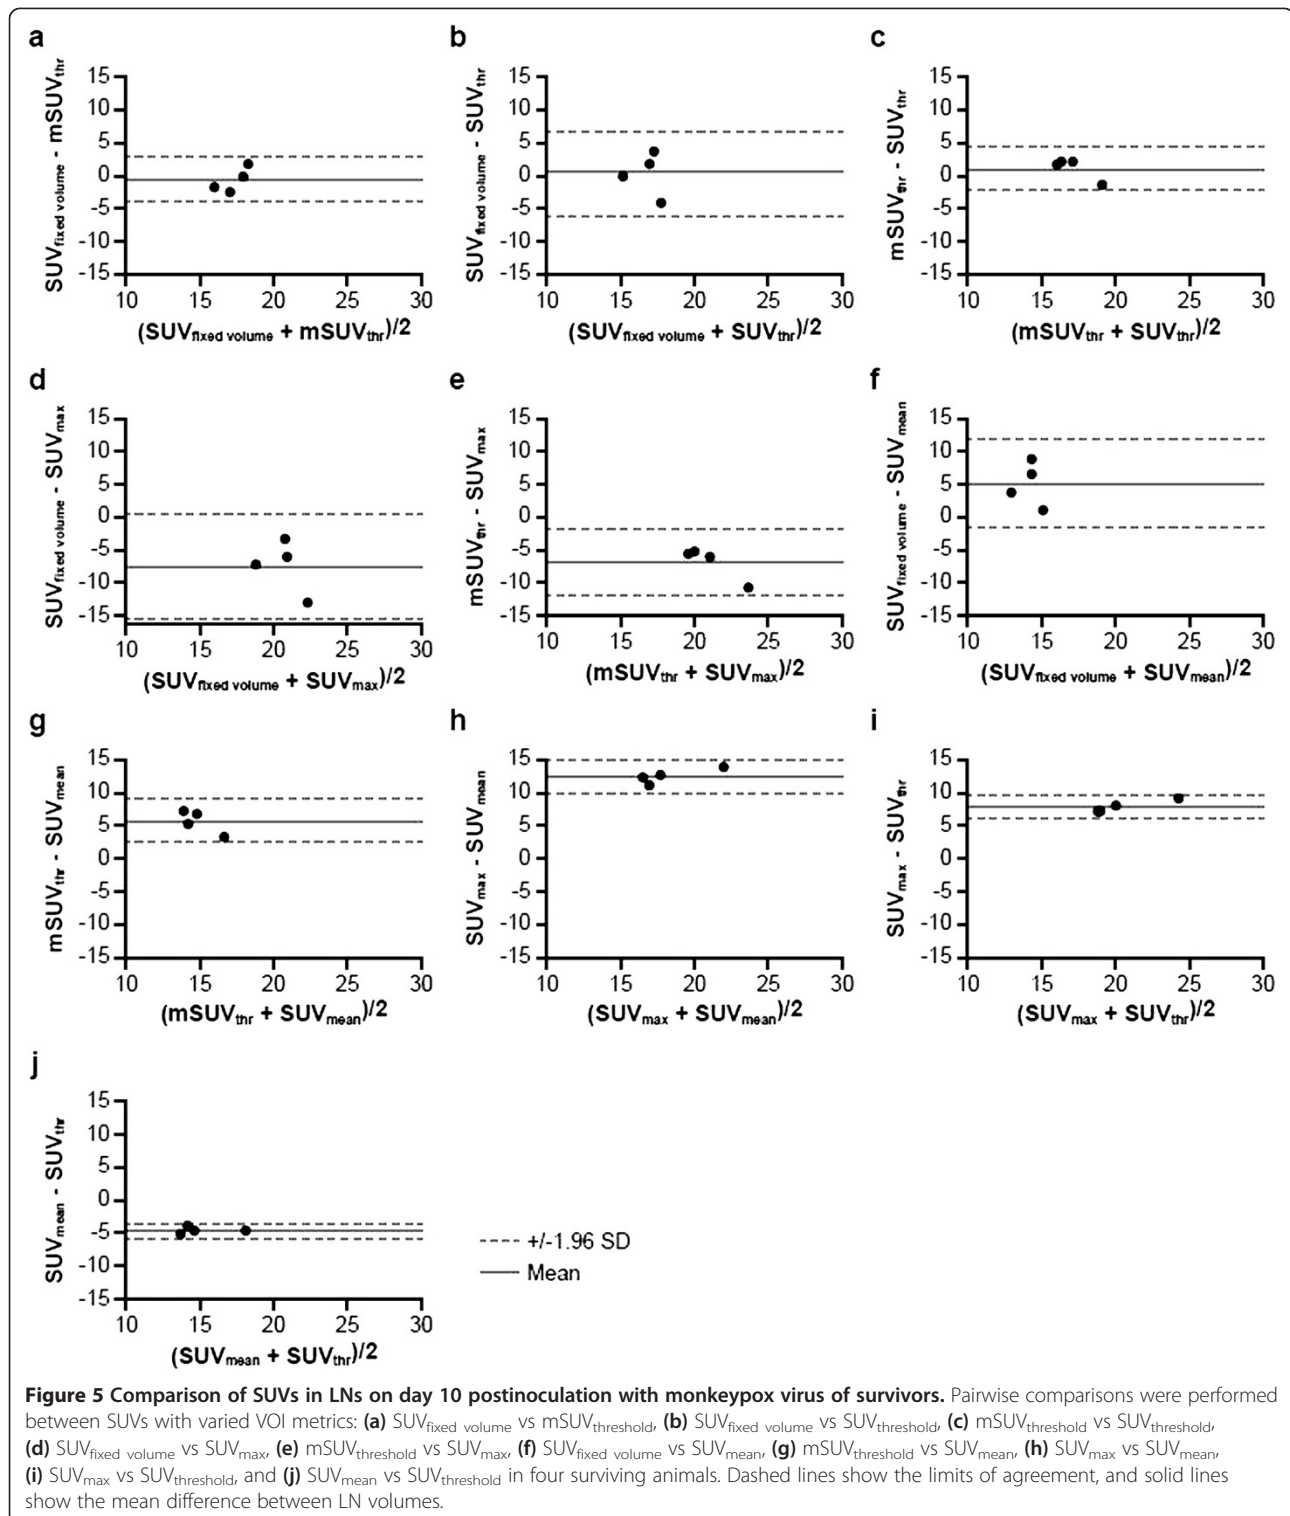 a
15
10
5
0
-5
-10
-15
10 15 20 25 30
SUVfixed volume - mSUVthr
(SUVfixed volume + mSUVthr)/2
b
15
10
5
0
-5
-10
-15
10 15 20 25 30
SUVfixed volume - SUVthr
(SUVfixed volume + SUVthr)/2
c
15
10
5
0
-5
-10
-15
10 15 20 25 30
mSUVthr - SUVthr
(mSUVthr + SUVthr)/2
d
15
10
5
0
-5
-10
-15
10 15 20 25 30
SUVfixed volume - SUVmax
(SUVfixed volume + SUVmax)/2
e
15
10
5
0
-5
-10
-15
10 15 20 25 30
mSUVthr - SUVmax
(mSUVthr + SUVmax)/2
f
15
10
5
0
-5
-10
-15
10 15 20 25 30
SUVfixed volume - SUVmean
(SUVfixed volume + SUVmean)/2
g
15
10
5
0
-5
-10
-15
10 15 20 25 30
mSUVthr - SUVmean
(mSUVthr + SUVmean)/2
h
15
10
5
0
-5
-10
-15
10 15 20 25 30
SUVmax - SUVmean
(SUVmax + SUVmean)/2
i
15
10
5
0
-5
-10
-15
10 15 20 25 30
SUVmax - SUVthr
(SUVmax + SUVthr)/2
j
15
10
5
0
-5
-10
-15
10 15 20 25 30
SUVmean - SUVthr
(SUVmean + SUVthr)/2
+/-1.96 SD
Mean
Figure 5 Comparison of SUVs in LNs on day 10 postinoculation with monkeypox virus of survivors. Pairwise comparisons were performed
between SUVs with varied VOI metrics: (a) SUVfixed volume vs mSUVthreshold, (b) SUVfixed volume vs SUVthreshold, (c) mSUVthreshold vs SUVthreshold,
(d) SUVfixed volume vs SUVmax, (e) mSUVthreshold vs SUVmax, (f) SUVfixed volume vs SUVmean, (g) mSUVthreshold vs SUVmean, (h) SUVmax vs SUVmean,
(i) SUVmax vs SUVthreshold, and (j) SUVmean vs SUVthreshold in four surviving animals. Dashed lines show the limits of agreement, and solid lines
show the mean difference between LN volumes.